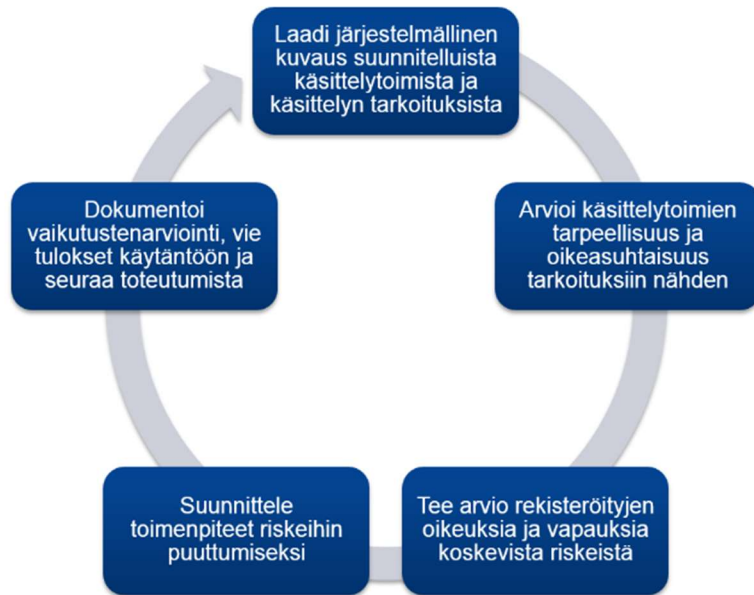 Laadi järjestelmällinen
kuvaus suunnitelluista
käsittelytoimista ja
käsittelyn tarkoituksista
Arvioi käsittelytoimien
tarpeellisuus ja
oikeasuhtaisuus
tarkoituksiin nähden
Tee arvio rekisteröityjen
oikeuksia ja vapauksia
koskevista riskeistä
Suunnittele
toimenpiteet riskeihin
puuttumiseksi
Dokumentoi
vaikutustenarviointi, vie
tulokset käytäntöön ja
seuraa toteutumista